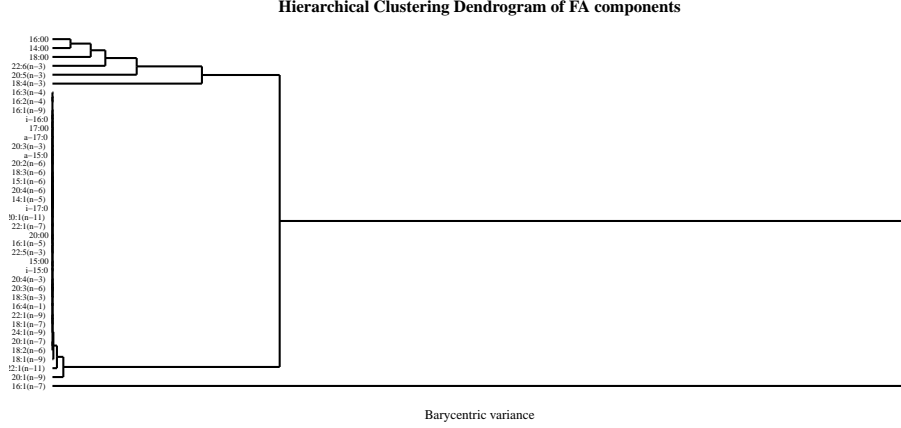 Hierarchical Clustering Dendrogram of FA components
16:00
14:00
18:00
22:6(n−3)
20:5(n−3)
18:4(n−3)
16:3(n−4)
16:2(n−4)
16:1(n−9)
i−16:0
17:00
a−17:0
20:3(n−3)
a−15:0
20:2(n−6)
18:3(n−6)
15:1(n−6)
20:4(n−6)
14:1(n−5)
i−17:0
20:1(n−11)
22:1(n−7)
20:00
16:1(n−5)
22:5(n−3)
15:00
i−15:0
20:4(n−3)
20:3(n−6)
18:3(n−3)
16:4(n−1)
22:1(n−9)
18:1(n−7)
24:1(n−9)
20:1(n−7)
18:2(n−6)
18:1(n−9)
22:1(n−11)
20:1(n−9)
16:1(n−7)
Barycentric variance